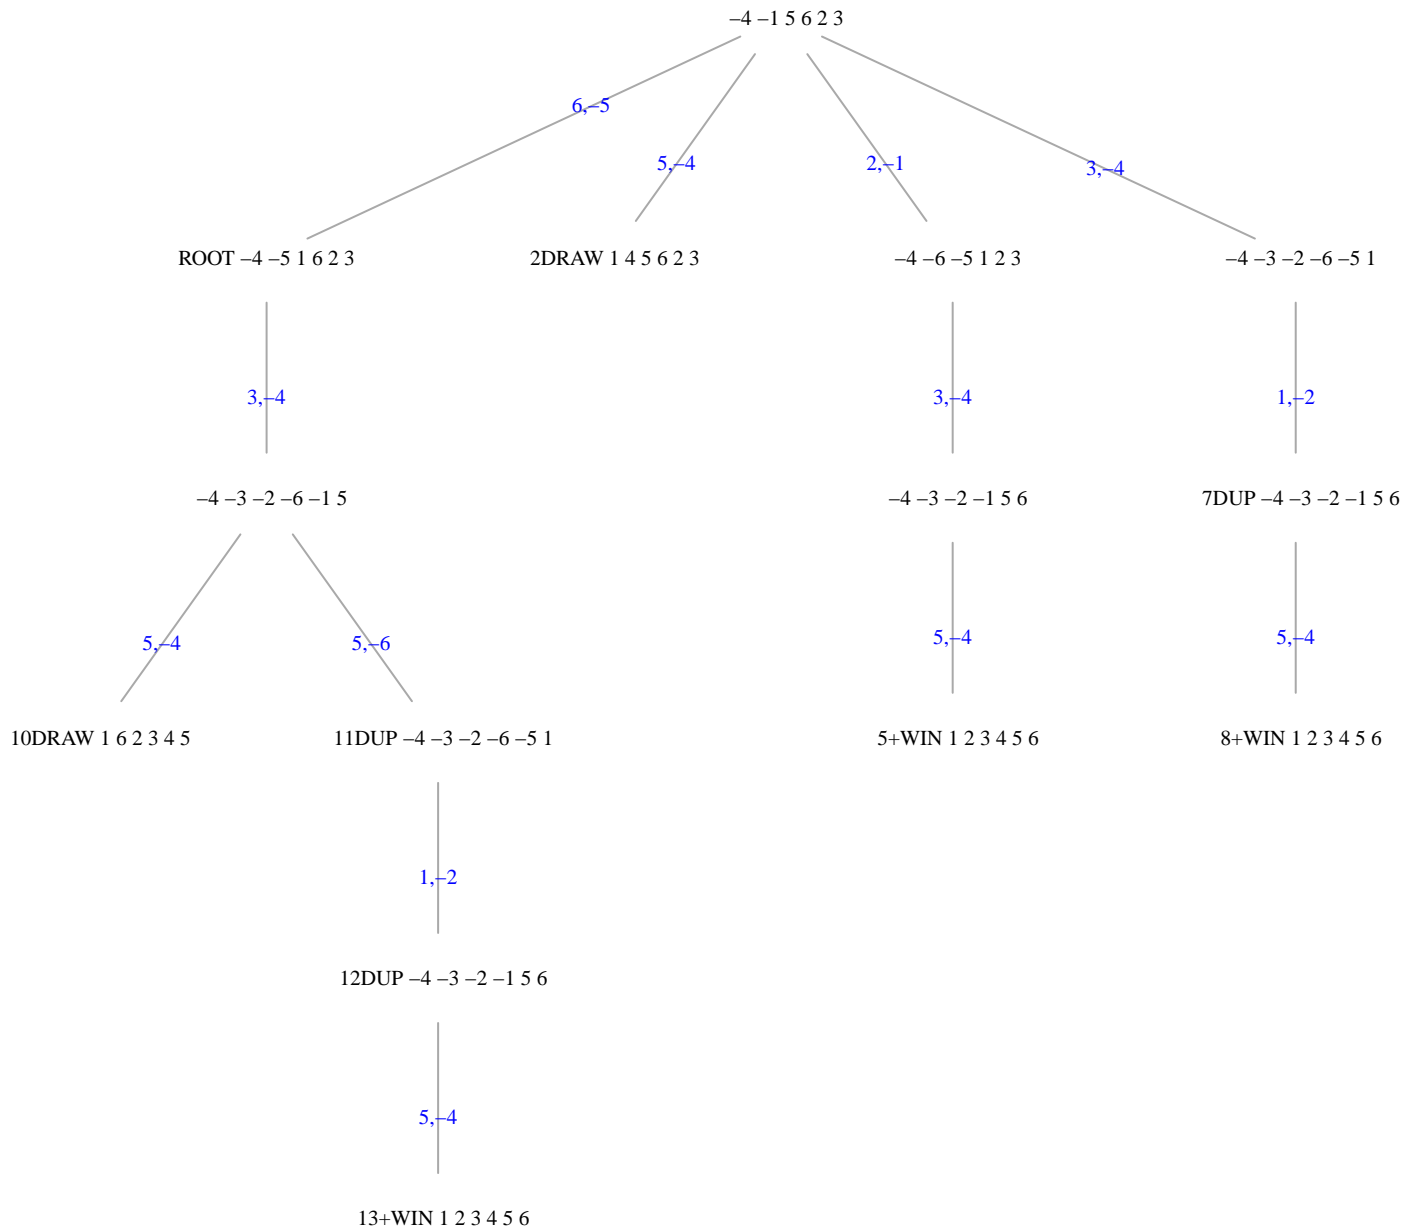 –4 –1 5 6 2 3
6,–5
5,–4
2,–1
3,–4
ROOT –4 –5 1 6 2 3
2DRAW 1 4 5 6 2 3
–4 –6 –5 1 2 3
–4 –3 –2 –6 –5 1
3,–4
3,–4
1,–2
–4 –3 –2 –6 –1 5
–4 –3 –2 –1 5 6
7DUP –4 –3 –2 –1 5 6
5,–4
5,–6
5,–4
5,–4
10DRAW 1 6 2 3 4 5
11DUP –4 –3 –2 –6 –5 1
5+WIN 1 2 3 4 5 6
8+WIN 1 2 3 4 5 6
1,–2
12DUP –4 –3 –2 –1 5 6
5,–4
13+WIN 1 2 3 4 5 6